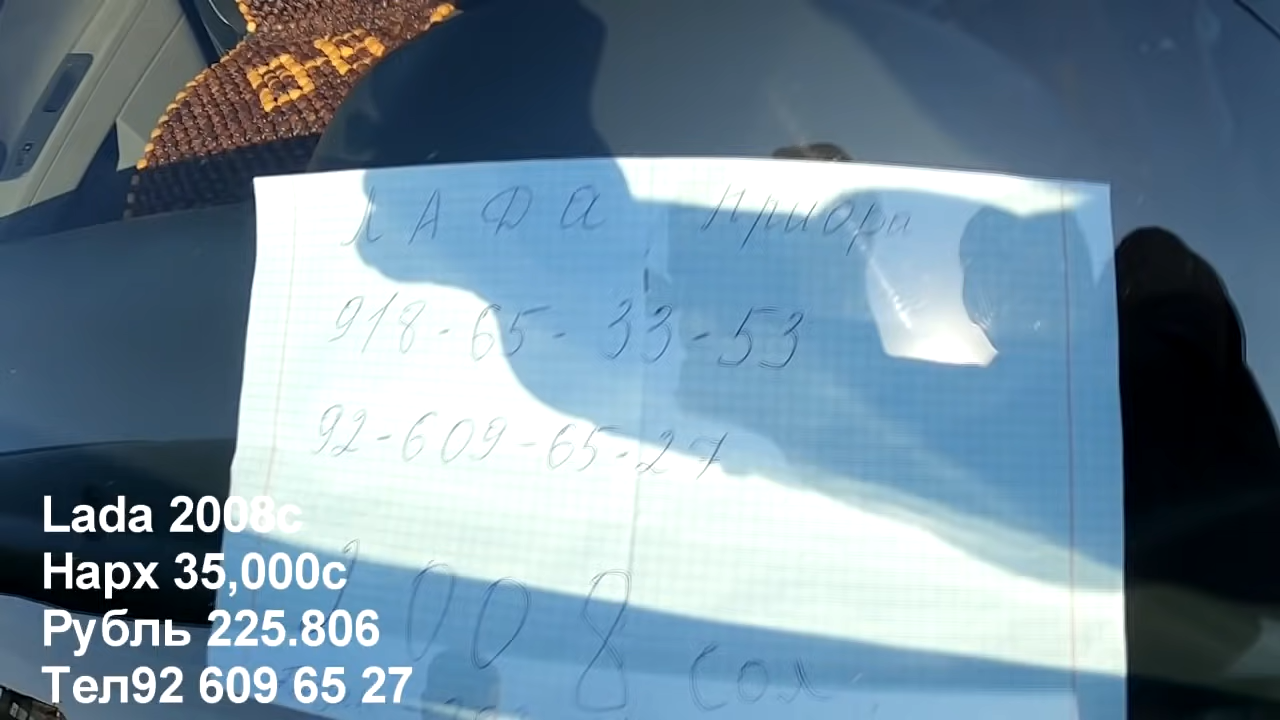 ЛАДА Приори
918-65-33-53
92-609-65-27
2008 сол
Lada 2008с
Нарх 35,000с
Рубль 225.806
Тел92 609 65 27